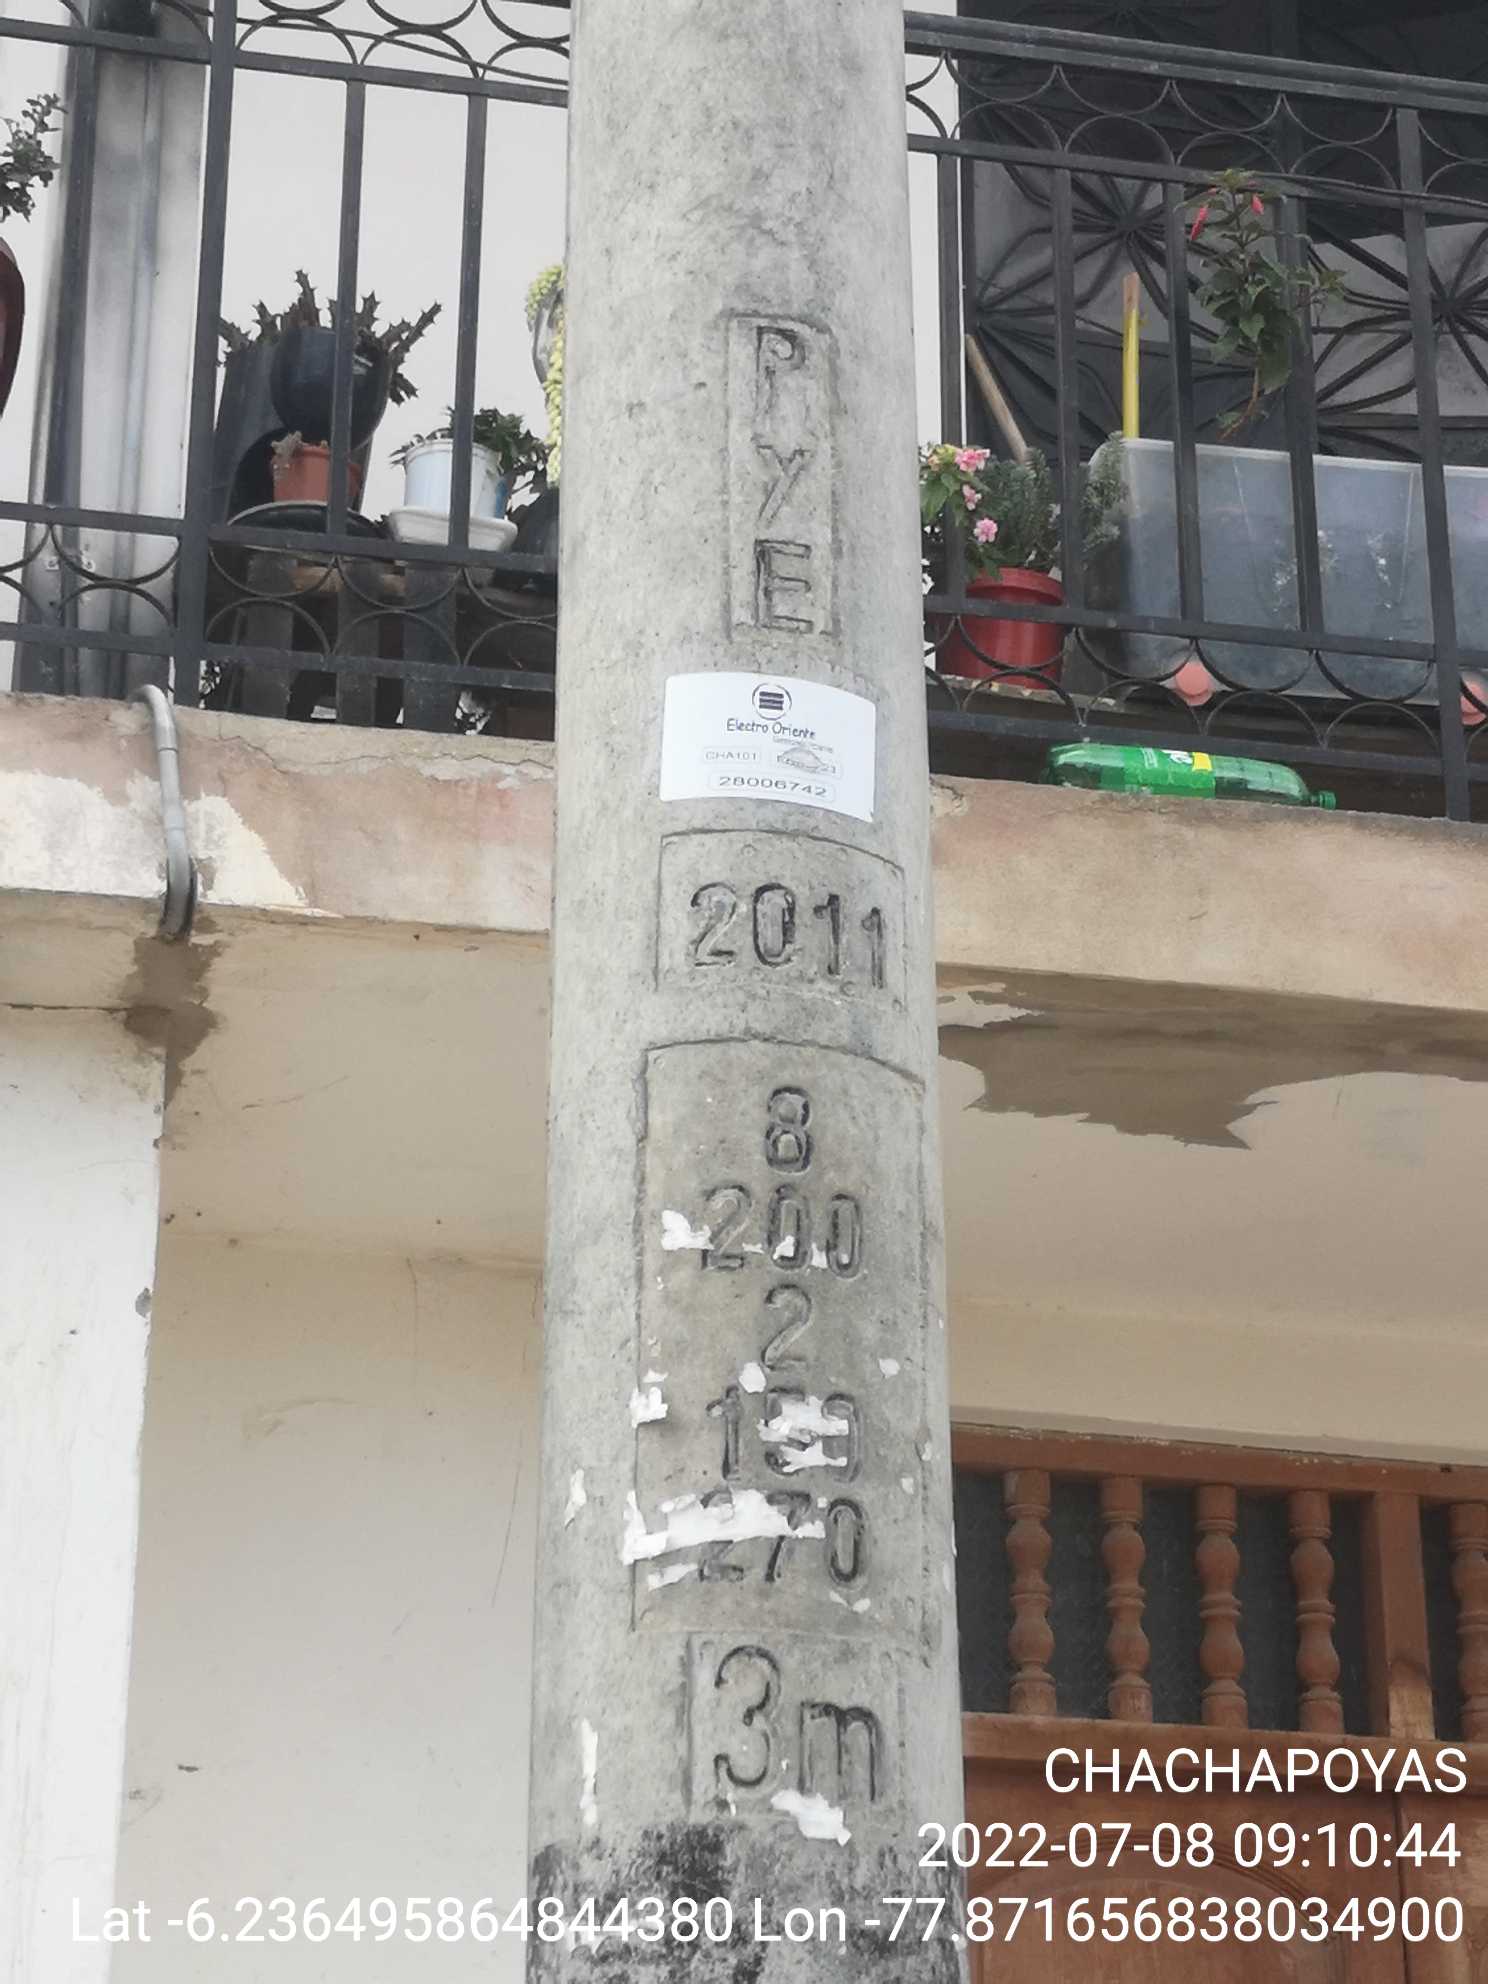 P
Y
E
Electro Oriente
CHA101
28006742
2011
8
200
2
270
3m
CHACHAPOYAS
2022-07-08 09:10:44
Lat -6.236495864844380 Lon -77.871656838034900